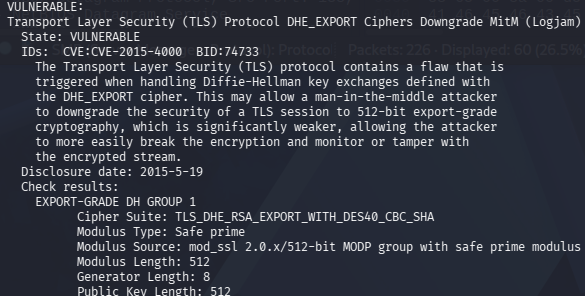 VULNERABLE:
Transport Layer Security (TLS) Protocol DHE_EXPORT Ciphers Downgrade MitM (Logjam)
State: VULNERABLE
IDs: CVE:CVE-2015-4000 BID:74733
The Transport Layer Security (TLS) protocol contains a flaw that is
triggered when handling Diffie-Hellman key exchanges defined with
the DHE_EXPORT cipher. This may allow a man-in-the-middle attacker
to downgrade the security of a TLS session to 512-bit export-grade
cryptography, which is significantly weaker, allowing the attacker
to more easily break the encryption and monitor or tamper with
the encrypted stream.
Disclosure date: 2015-5-19
Check results:
EXPORT-GRADE DH GROUP 1
Cipher Suite: TLS_DHE_RSA_EXPORT_WITH_DES40_CBC_SHA
Modulus Type: Safe prime
Modulus Source: mod_ssl 2.0.x/512-bit MODP group with safe prime modulus
Modulus Length: 512
Generator Length: 8
Public Key Length: 512
Packets: 226 · Displayed: 60 (26.5%